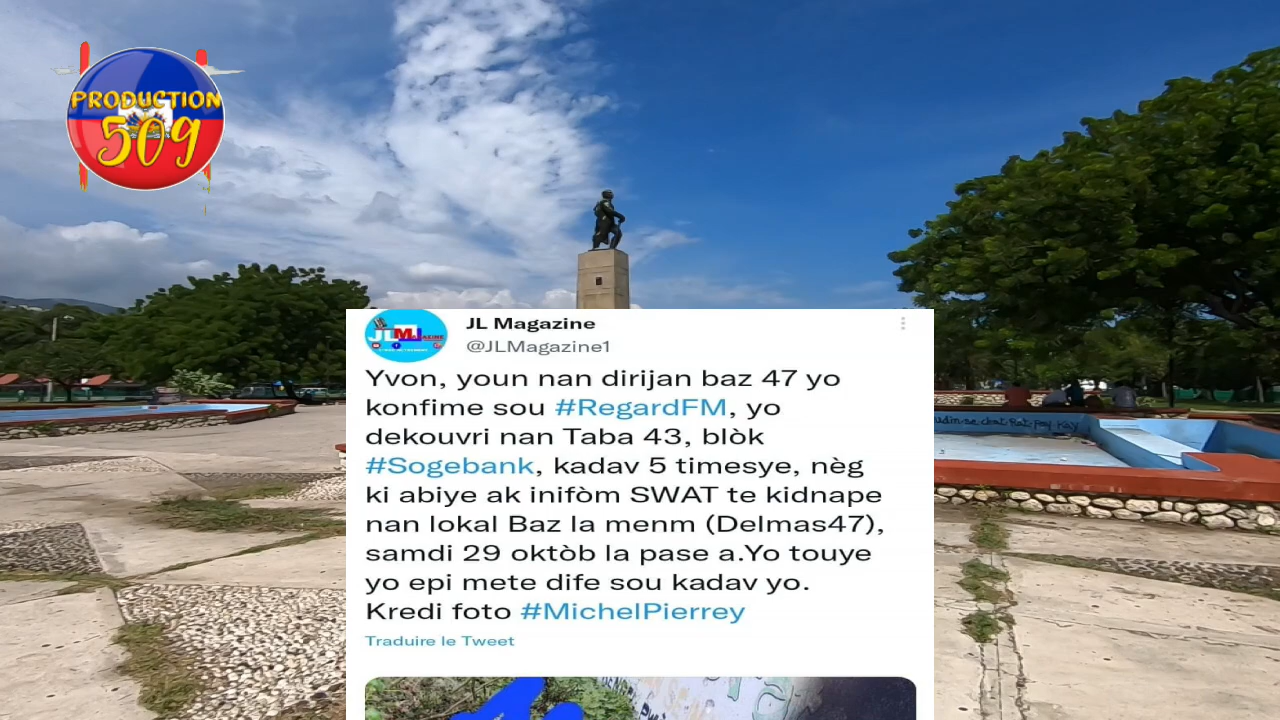 PRODUCTION
509
JL Magazine
@JLMagazine1
Yvon, youn nan dirijan baz 47 yo
konfime sou #RegardFM, yo
dekouvri nan Taba 43, blòk
#Sogebank, kadav 5 timesye, nèg
ki abiye ak inifòm SWAT te kidnape
nan lokal Baz la menm (Delmas47),
samdi 29 oktòb la pase a.Yo touye
yo epi mete dife sou kadav yo.
Kredi foto #MichelPierrey
Traduire le Tweet